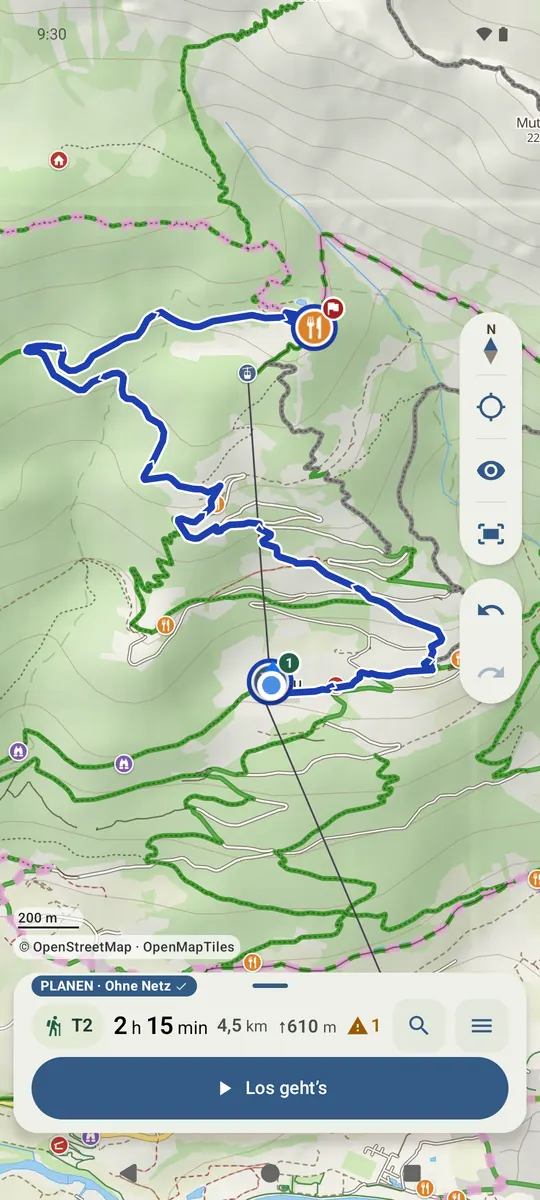 9:30
Mut
22
N
1
200 m
© OpenStreetMap · OpenMapTiles
PLANEN · Ohne Netz
T2
2 h 15 min
4,5 km
↑610 m
1
Los geht's